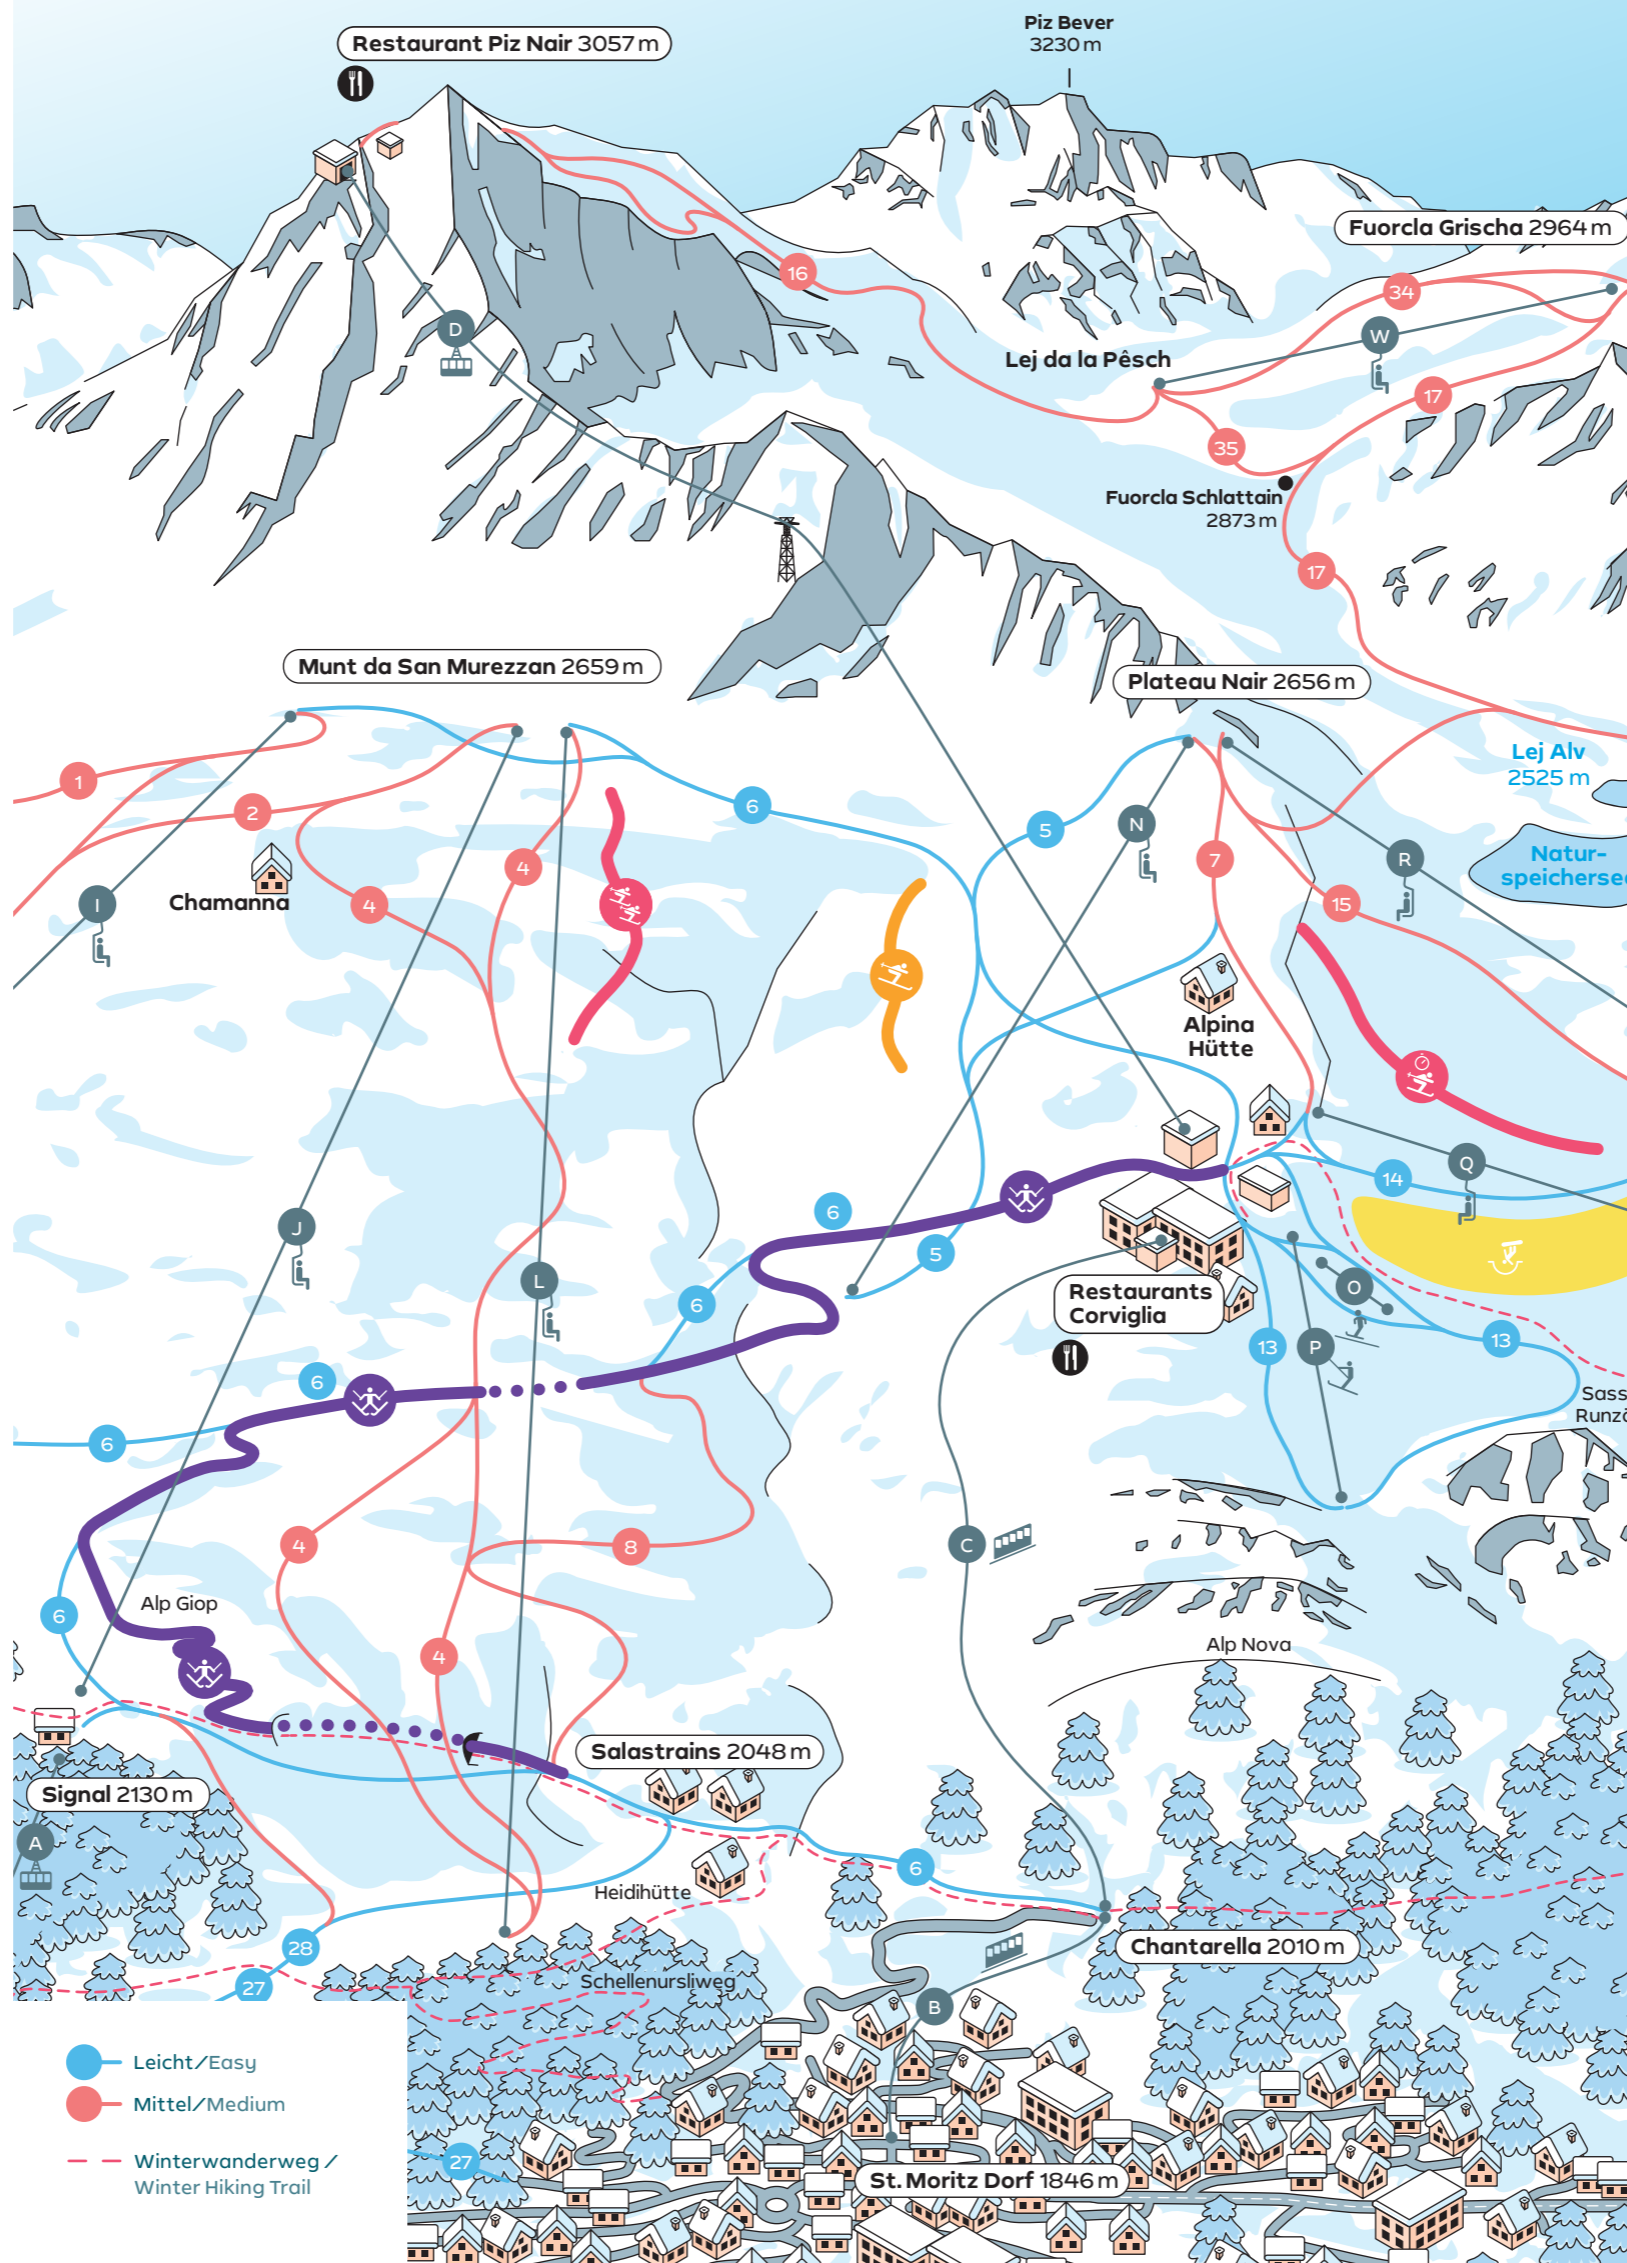 Piz Bever
3230 m
Restaurant Piz Nair 3057 m
Fuorcla Grischa 2964 m
16
34
D
W
Lej da la Pêsch
17
35
Fuorcla Schlattain
2873 m
17
Munt da San Murezzan 2659 m
Plateau Nair 2656 m
Lej Alv
2525 m
1
2
6
5
N
7
R
4
Natur-
speichersee
Chamanna
4
I
15
Alpina
Hütte
Q
14
J
6
5
L
6
Restaurants
Corviglia
O
13
P
13
6
Sass
6
4
8
C
Alp Giop
6
Alp Nova
4
Salastrains 2048 m
Signal 2130 m
A
6
Heidihütte
28
Chantarella 2010 m
27
Schellenursliweg
B
Leicht/Easy
Mittel/Medium
Winterwanderweg /
Winter Hiking Trail
27
St. Moritz Dorf 1846 m